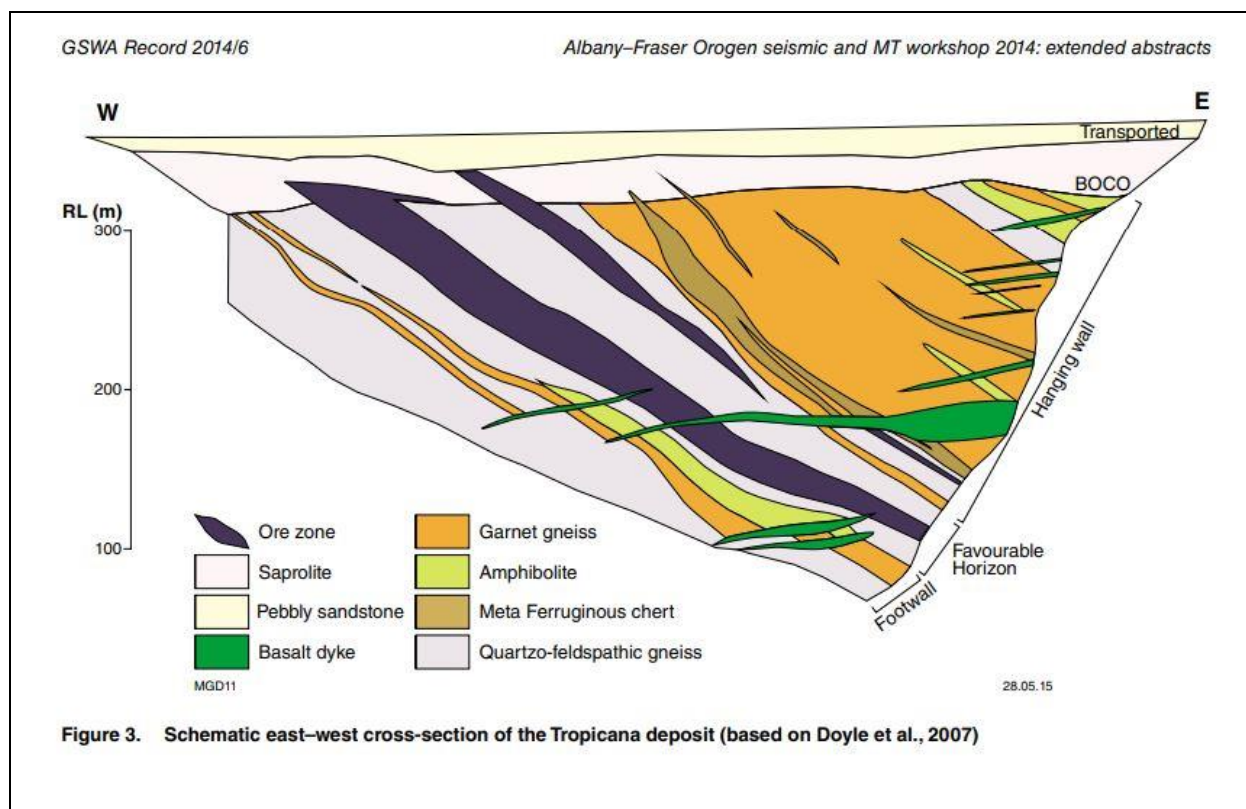 GSWA Record 2014/6
Albany–Fraser Orogen seismic and MT workshop 2014: extended abstracts
W
E
Transported
BOCO
RL (m)
300
200
100
Hanging wall
Favourable
Horizon
Footwall
Ore zone
Saprolite
Pebbly sandstone
Basalt dyke
Garnet gneiss
Amphibolite
Meta Ferruginous chert
Quartzo-feldspathic gneiss
MGD11
28.05.15
Figure 3. Schematic east–west cross-section of the Tropicana deposit (based on Doyle et al., 2007)